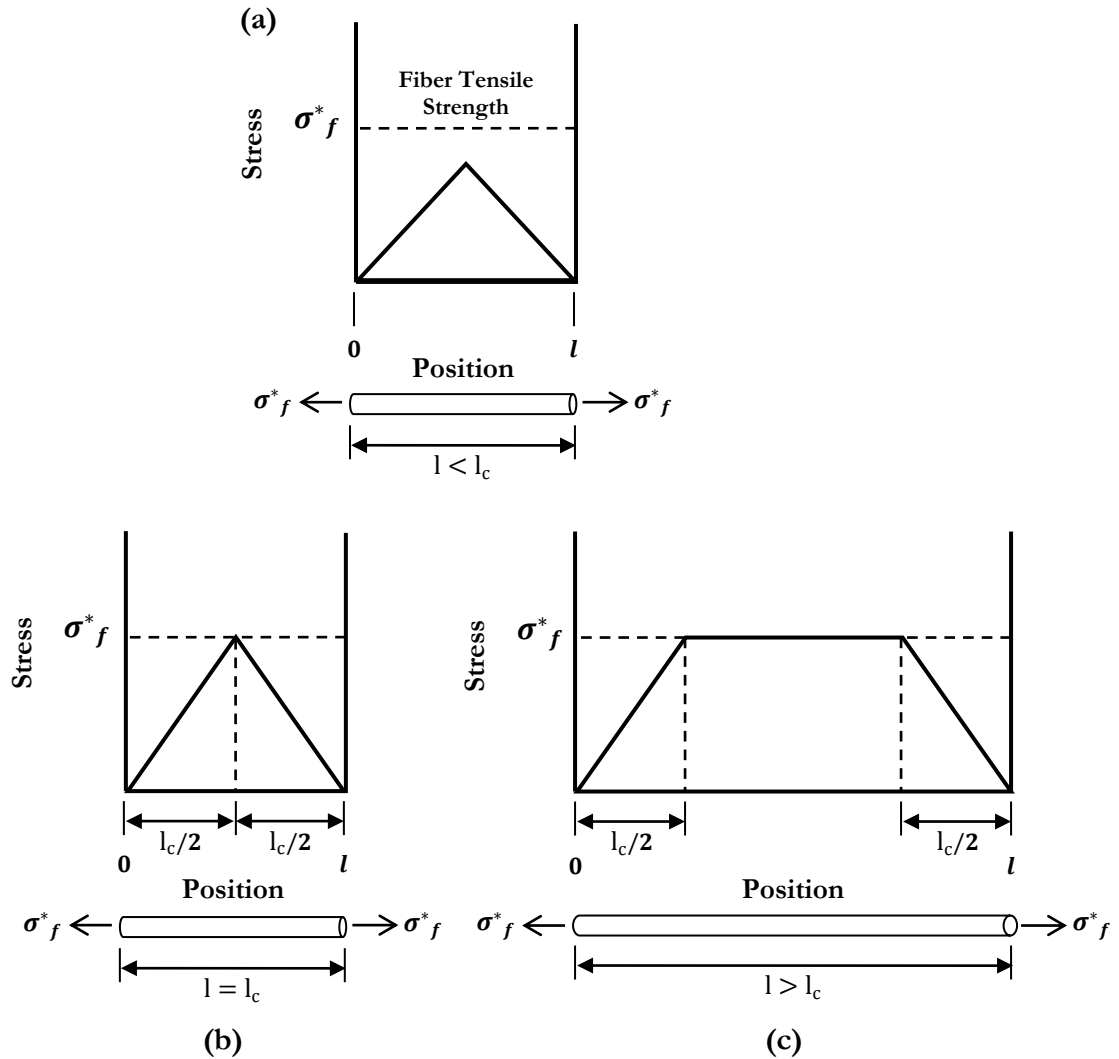 (a)
Fiber Tensile
Strength
Stress
σ*f
0
l
Position
σ*f
σ*f
l < lc
Stress
σ*f
lc/2
lc/2
0
l
Position
σ*f
σ*f
l = lc
(b)
Stress
σ*f
lc/2
lc/2
0
l
Position
σ*f
σ*f
l > lc
(c)